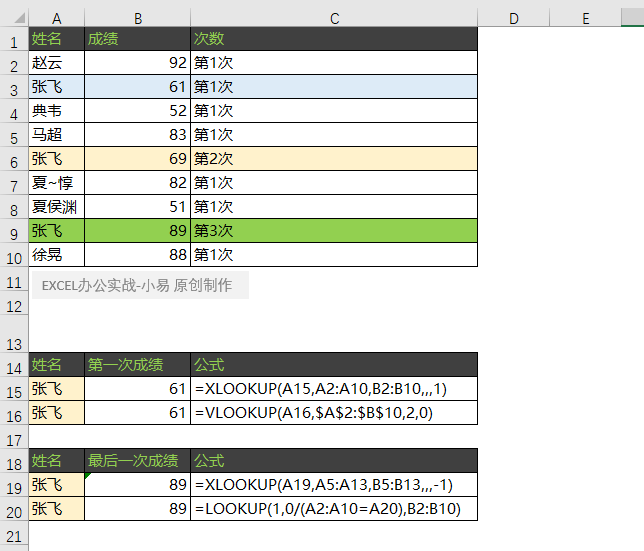 A B C D E
1 姓名 成绩 次数
2 赵云 92 第1次
3 张飞 61 第1次
4 典韦 52 第1次
5 马超 83 第1次
6 张飞 69 第2次
7 夏~惇 82 第1次
8 夏侯渊 51 第1次
9 张飞 89 第3次
10 徐晃 88 第1次
11 EXCEL办公实战-小易 原创制作
12
13
14 姓名 第一次成绩 公式
15 张飞 61 =XLOOKUP(A15,A2:A10,B2:B10,,,1)
16 张飞 61 =VLOOKUP(A16,$A$2:$B$10,2,0)
17
18 姓名 最后一次成绩 公式
19 张飞 89 =XLOOKUP(A19,A5:A13,B5:B13,,,-1)
20 张飞 89 =LOOKUP(1,0/(A2:A10=A20),B2:B10)
21